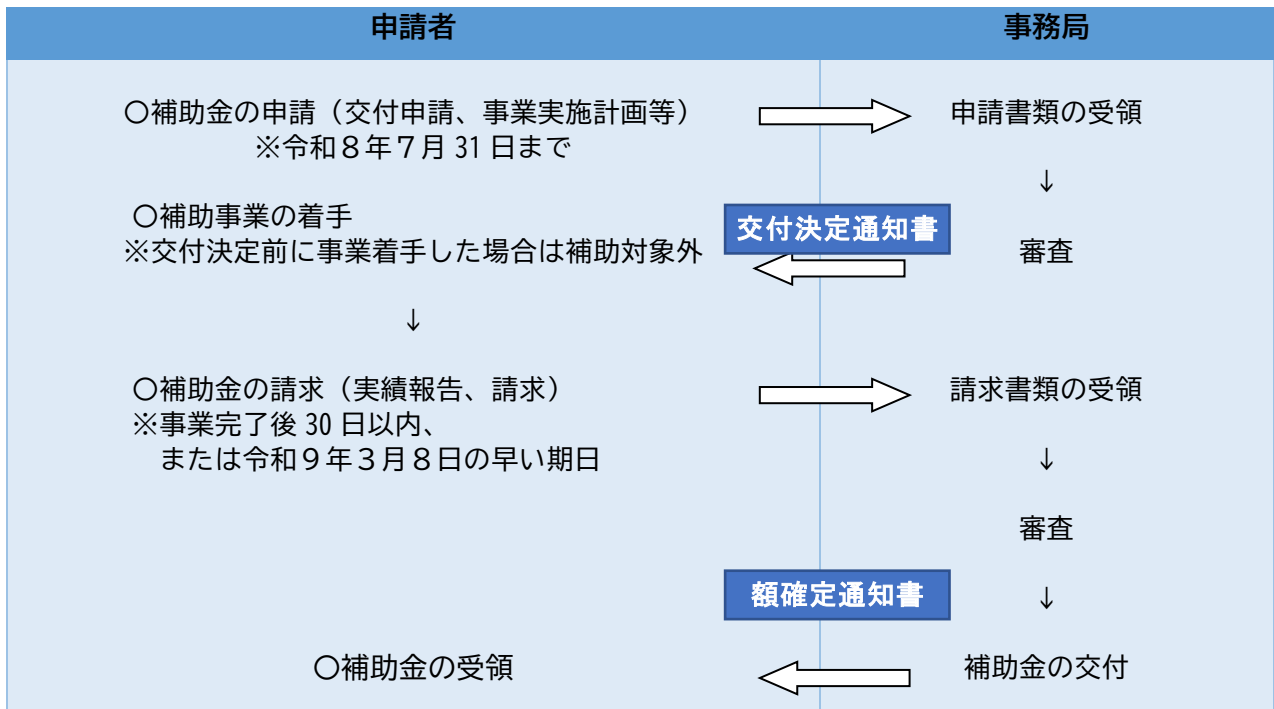 申請者
事務局
〇補助金の申請（交付申請、事業実施計画等）
申請書類の受領
※令和８年７月 31 日まで
↓
〇補助事業の着手
交付決定通知書
※交付決定前に事業着手した場合は補助対象外
審査
↓
〇補助金の請求（実績報告、請求）
請求書類の受領
※事業完了後 30 日以内、
または令和９年３月８日の早い期日
↓
審査
額確定通知書
↓
〇補助金の受領
補助金の交付